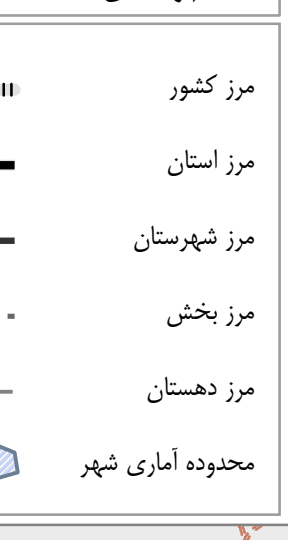 مرز کشور
مرز استان
مرز شهرستان
مرز بخش
مرز دهستان
محدوده آماری شهر